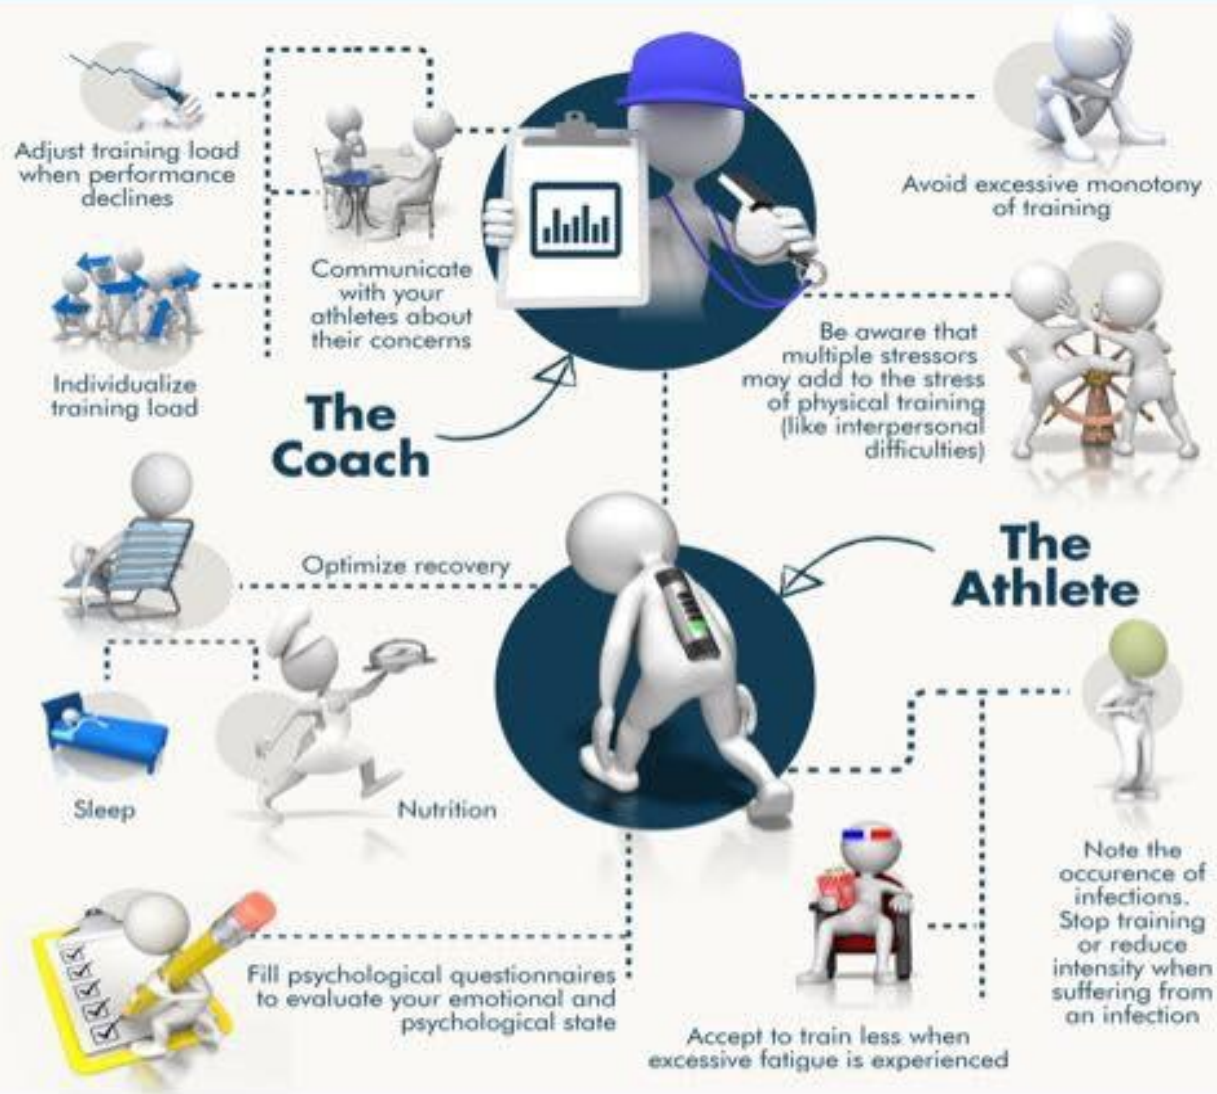 Adjust training load
when performance
declines
Avoid excessive monotony
of training
Communicate
with your
athletes about
their concerns
Individualize
training load
Be aware that
multiple stressors
may add to the stress
of physical training
(like interpersonal
difficulties)
The
Coach
The
Athlete
Optimize recovery
Sleep
Nutrition
Note the
occurence of
infections.
Stop training
or reduce
intensity when
suffering from
an infection
Fill psychological questionnaires
to evaluate your emotional and
psychological state
Accept to train less when
excessive fatigue is experienced